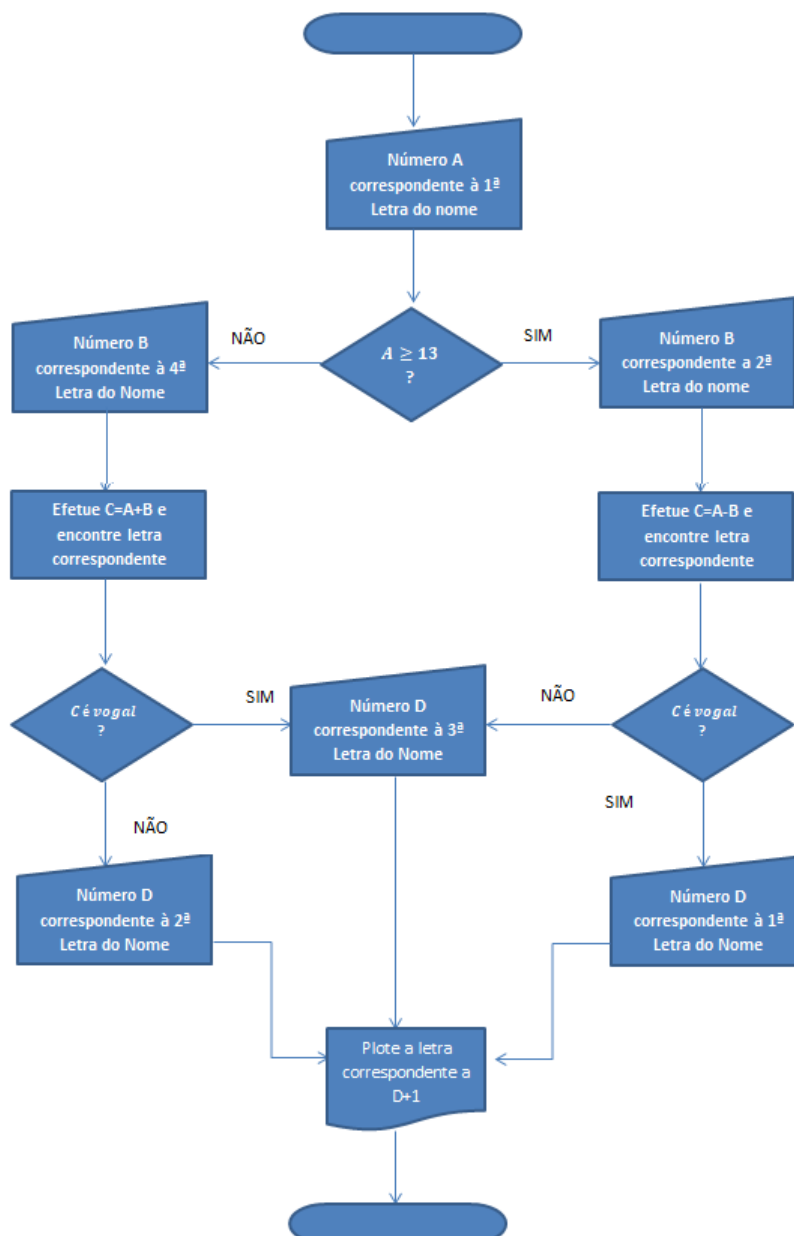 Número A
correspondente à 1ª
Letra do nome
A ≥ 13
?
NÃO
SIM
Número B
correspondente à 4ª
Letra do Nome
Número B
correspondente a 2ª
Letra do nome
Efetue C=A+B e
encontre letra
correspondente
Efetue C=A-B e
encontre letra
correspondente
C é vogal
?
SIM
Número D
correspondente à 3ª
Letra do Nome
NÃO
C é vogal
?
NÃO
SIM
Número D
correspondente à 2ª
Letra do Nome
Número D
correspondente à 1ª
Letra do Nome
Plote a letra
correspondente a
D+1